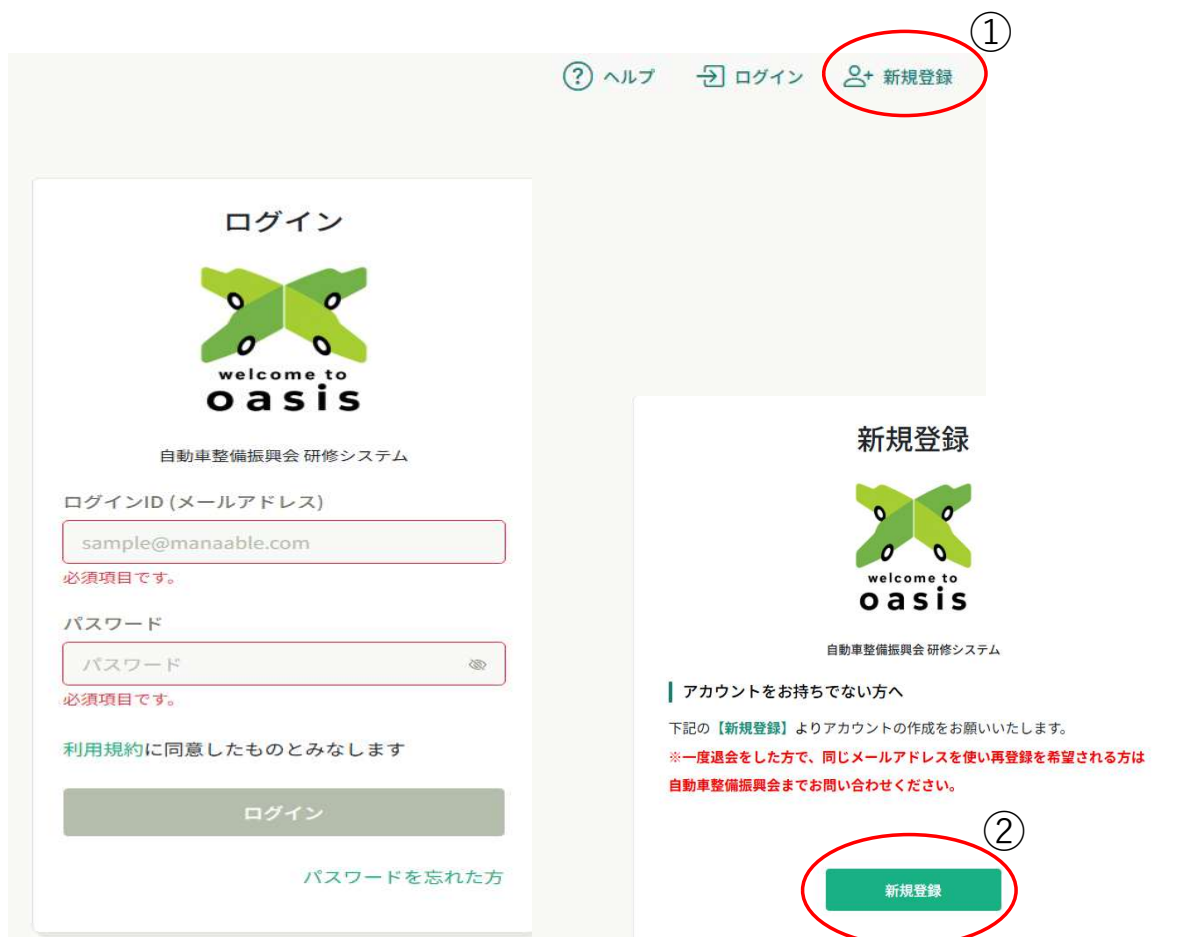 ①
ヘルプ ログイン 新規登録
ログイン
welcome to
oasis
自動車整備振興会 研修システム
ログインID (メールアドレス)
sample@manaable.com
必須項目です。
パスワード
パスワード
必須項目です。
利用規約に同意したものとみなします
ログイン
パスワードを忘れた方
新規登録
welcome to
oasis
自動車整備振興会 研修システム
アカウントをお持ちでない方へ
下記の【新規登録】よりアカウントの作成をお願いいたします。
※一度退会をした方で、同じメールアドレスを使い再登録を希望される方は
自動車整備振興会までお問い合わせください。
②
新規登録